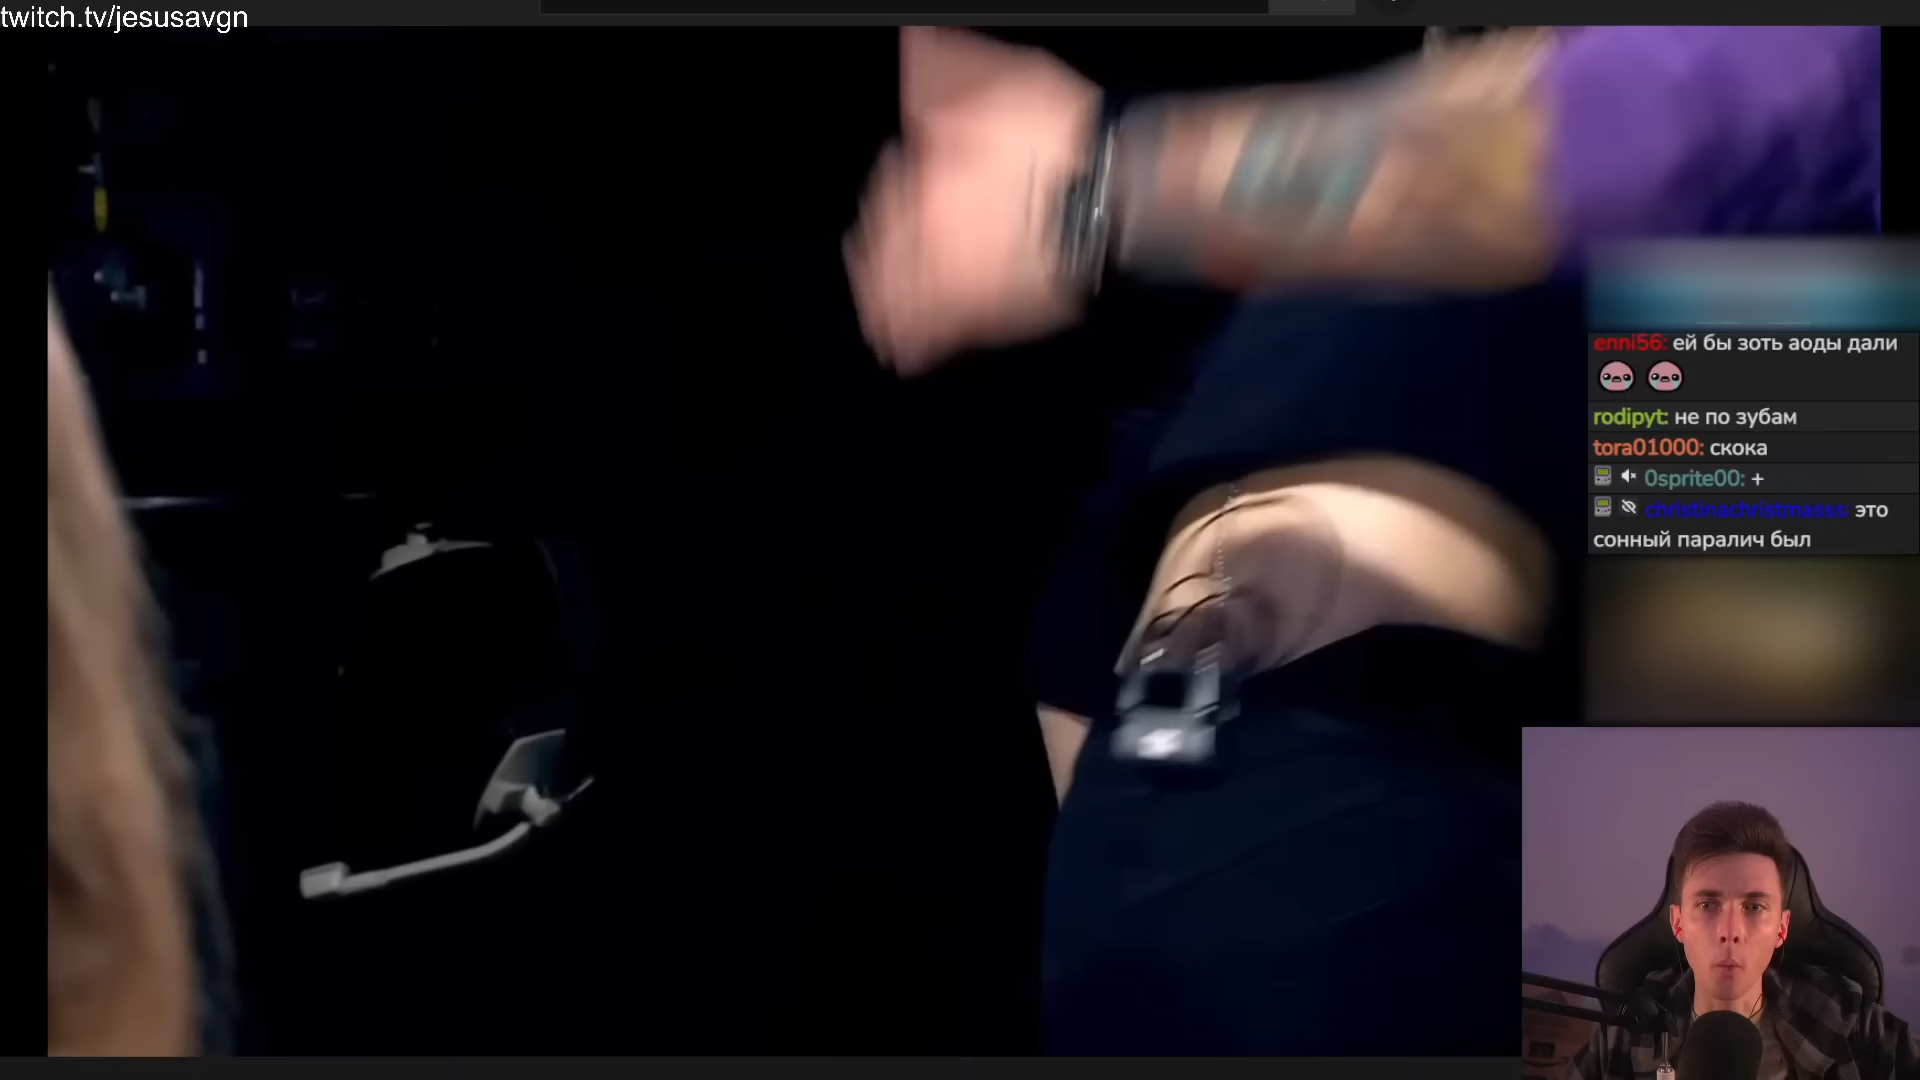 twitch.tv/jesusavgn
enni56: ей бы зоть аоды дали
rodipyt: не по зубам
tora01000: скока
0sprite00: +
christinachristmasss: это
сонный паралич был